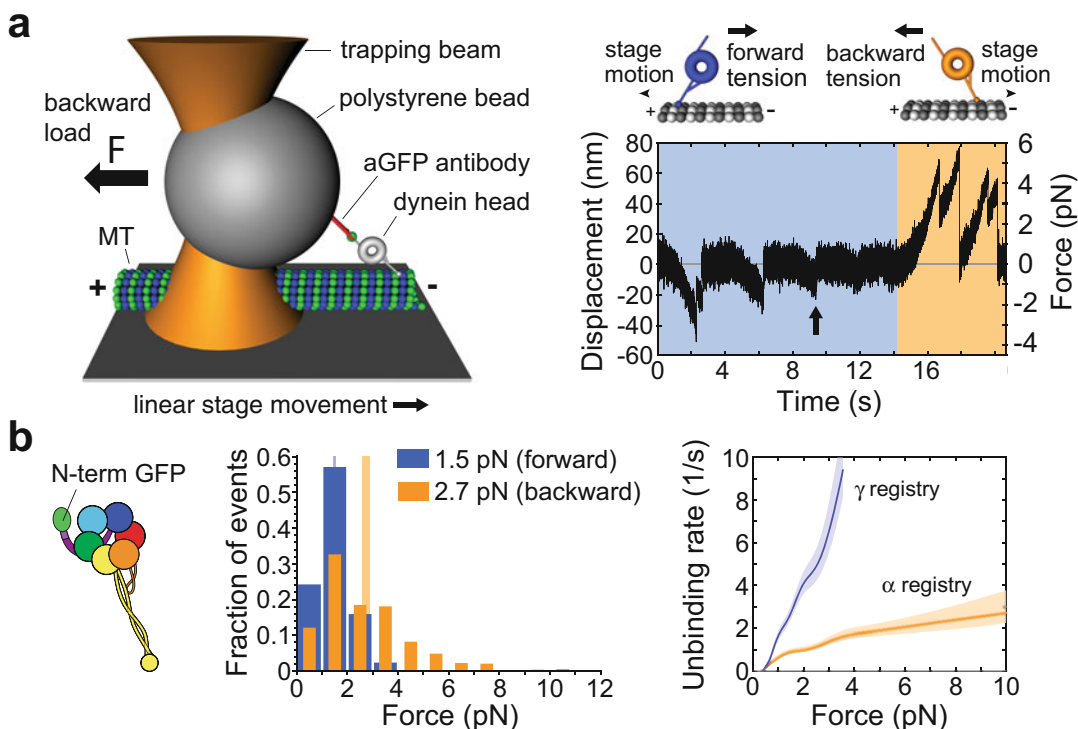 a
trapping beam
polystyrene bead
aGFP antibody
dynein head
backward
load
F
MT
+
-
linear stage movement
stage
motion
forward
tension
backward
tension
stage
motion
+
-
+
-
Displacement (nm)
80
60
40
20
0
-20
-40
-60
0
4
8
12
16
Time (s)
6
4
2
0
-2
-4
Force (pN)
b
N-term GFP
Fraction of events
0.6
0.5
0.4
0.3
0.2
0.1
0
1.5 pN (forward)
2.7 pN (backward)
0 2 4 6 8 10 12
Force (pN)
Unbinding rate (1/s)
10
8
6
4
2
0
γ registry
α registry
0 2 4 6 8 10
Force (pN)